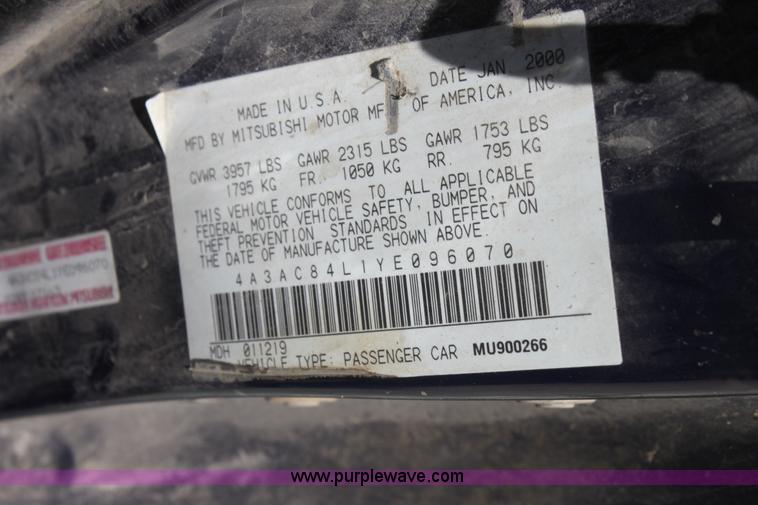 MADE IN U.S.A. DATE JAN 2000
MFD BY MITSUBISHI MOTOR MF OF AMERICA, INC
GVWR 3957 LBS GAWR 2315 LBS GAWR 1753 LBS
1795 KG FR. 1050 KG RR. 795 KG
THIS VEHICLE CONFORMS TO ALL APPLICABLE
FEDERAL MOTOR VEHICLE SAFETY, BUMPER, AND
THEFT PREVENTION STANDARDS IN EFFECT ON
THE DATE OF MANUFACTURE SHOWN ABOVE.
4A3AC84L1YE096070
MDH 011219
VEHICLE TYPE: PASSENGER CAR MU900266
www.purplewave.com